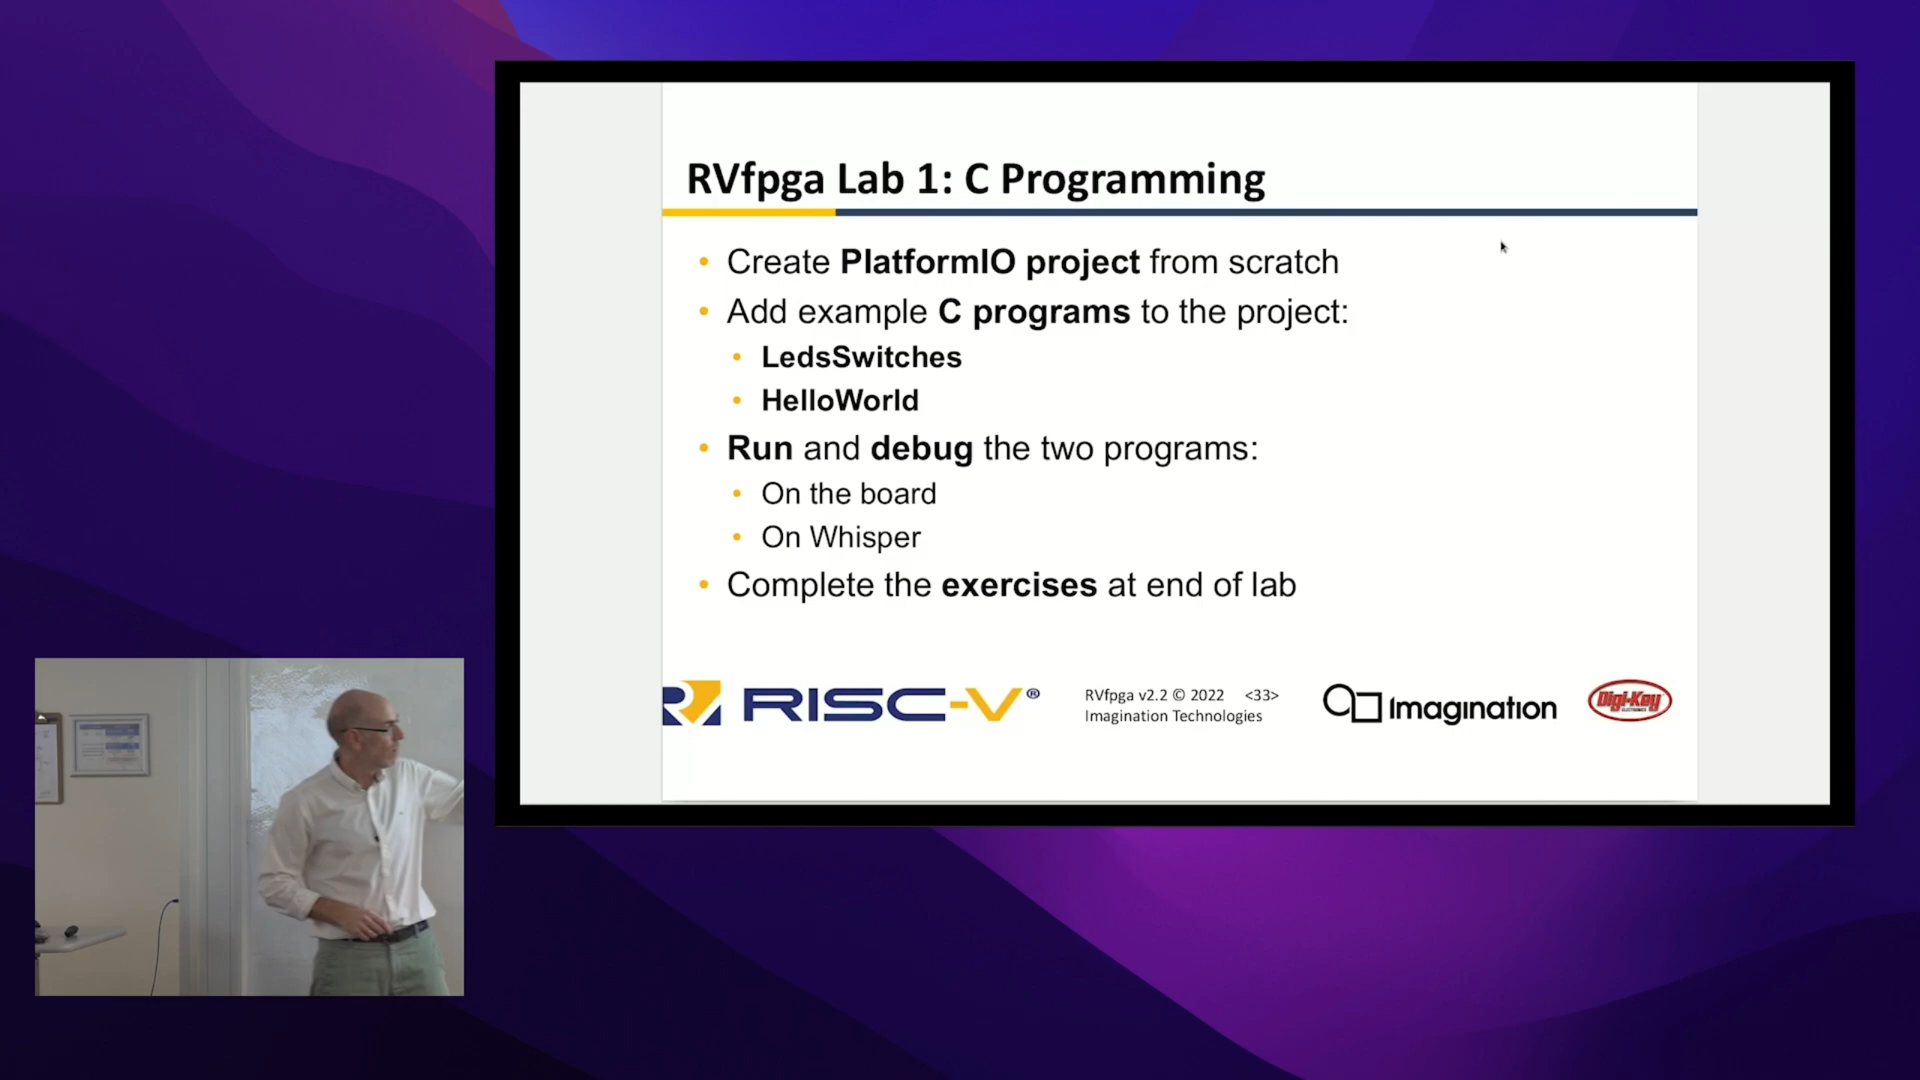 RVfpga Lab 1: C Programming
• Create PlatformIO project from scratch
• Add example C programs to the project:
• LedsSwitches
• HelloWorld
• Run and debug the two programs:
• On the board
• On Whisper
• Complete the exercises at end of lab
RISC-V®
RVfpga v2.2 © 2022 <33>
Imagination Technologies
Imagination
Digi-Key
ELECTRONICS